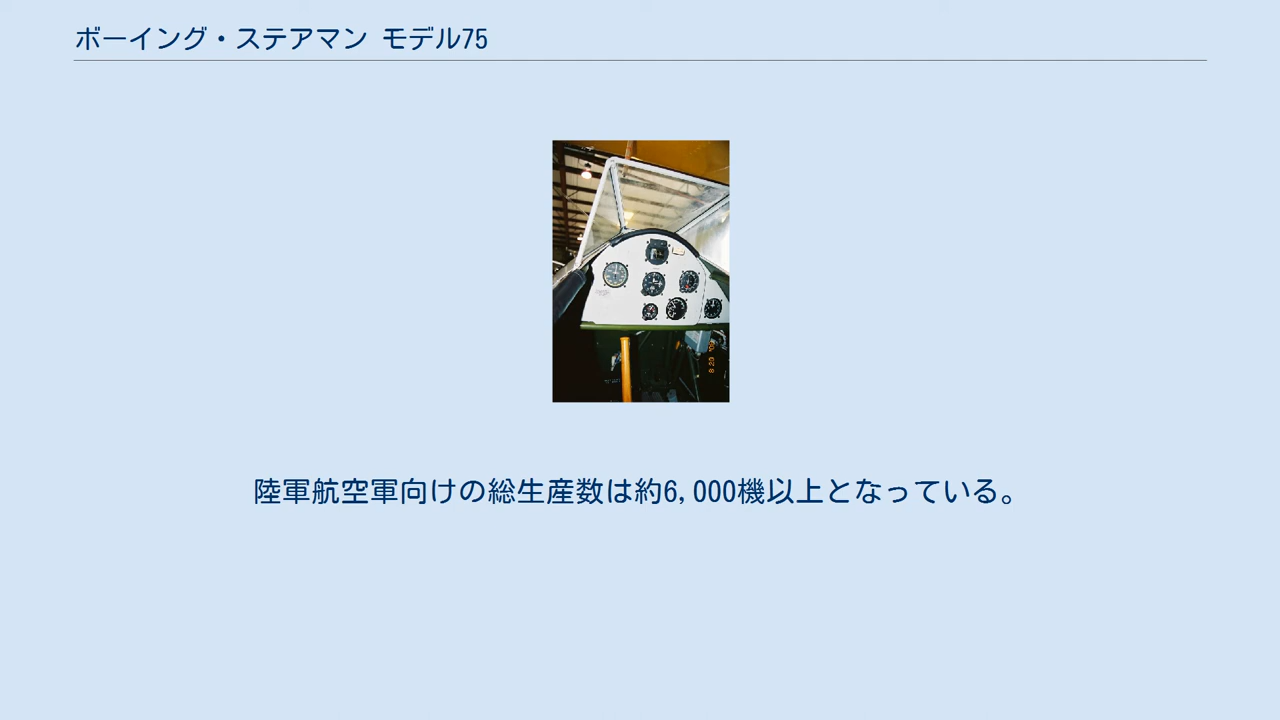 ボーイング・ステアマン モデル75
陸軍航空軍向けの総生産数は約6,000機以上となっている。